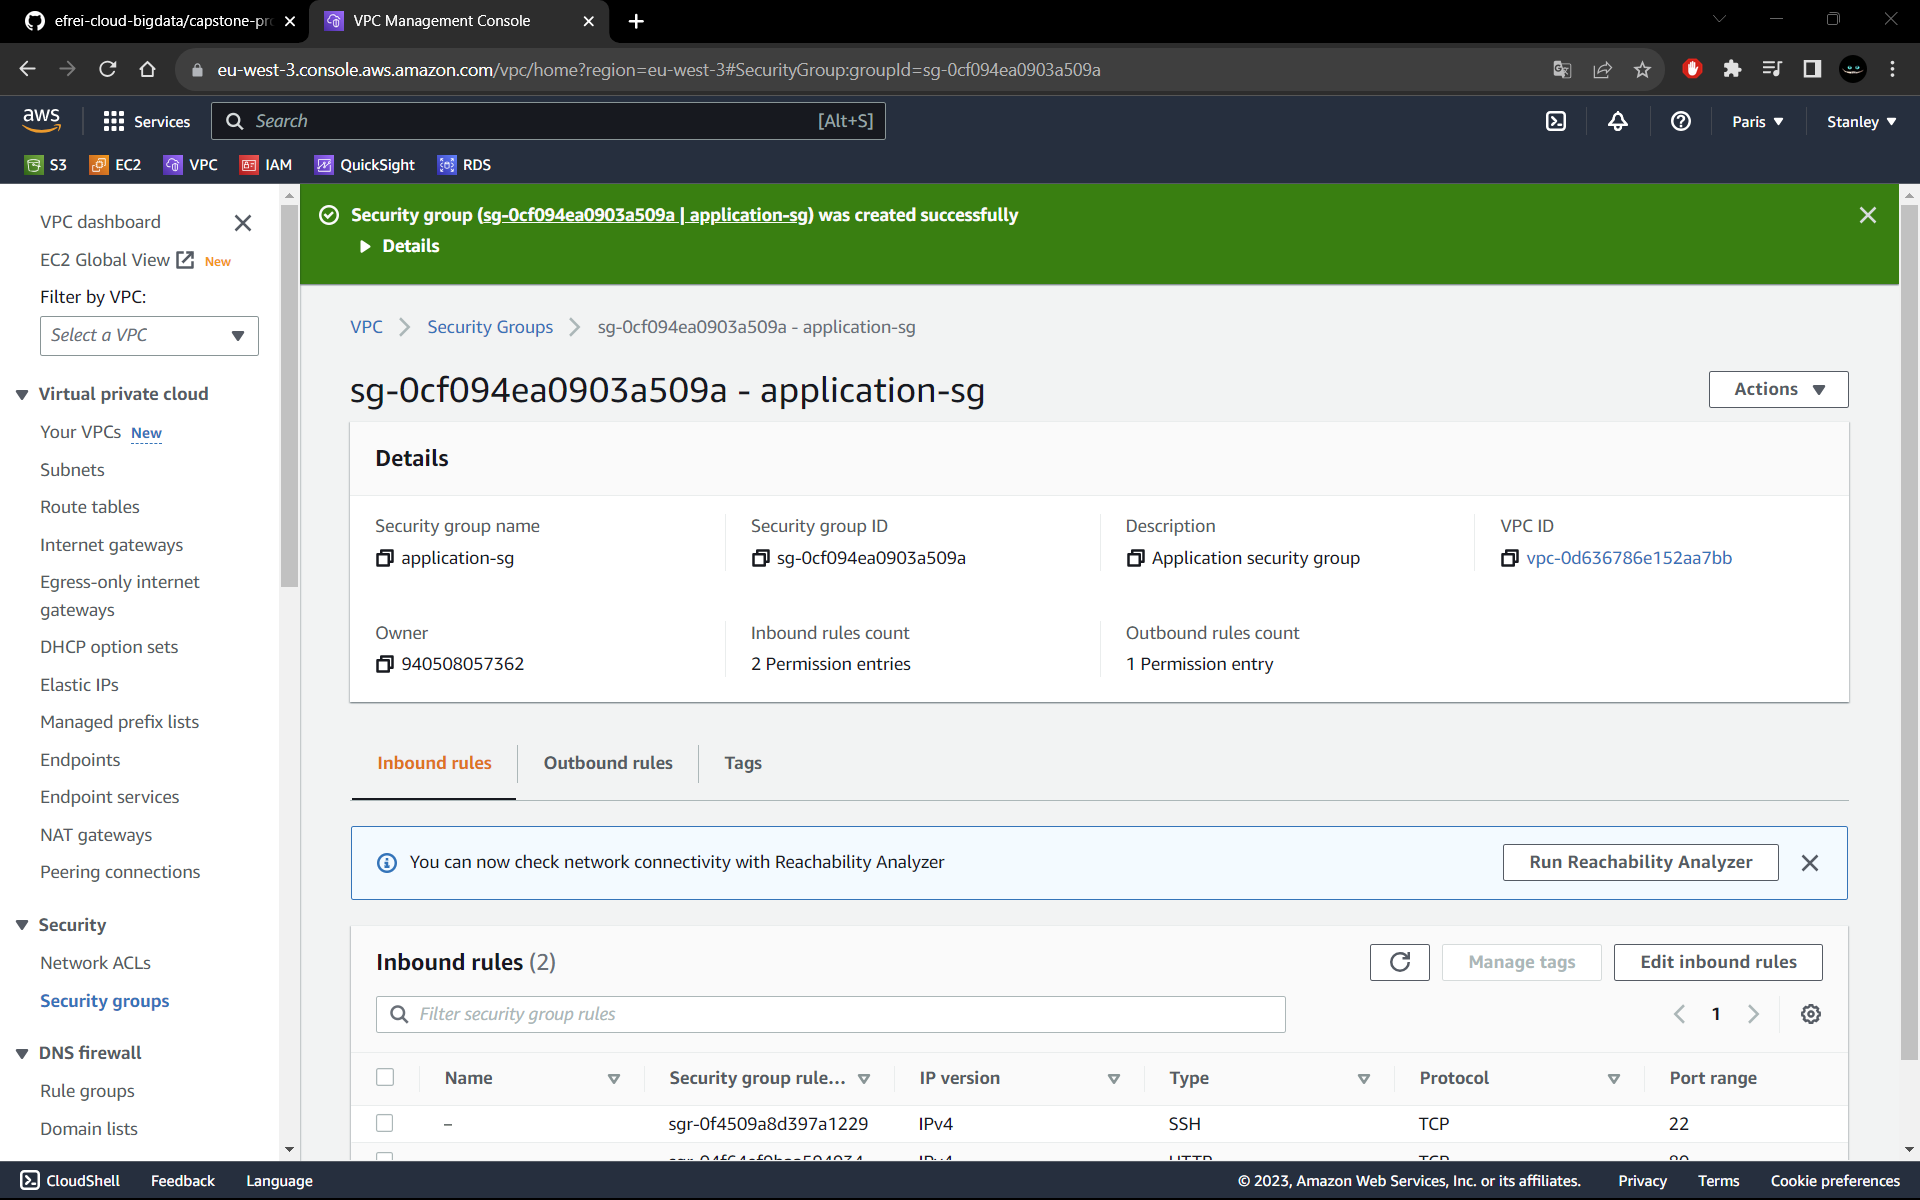 efrei-cloud-bigdata/capstone-pro
VPC Management Console
eu-west-3.console.aws.amazon.com/vpc/home?region=eu-west-3#SecurityGroup:groupId=sg-0cf094ea0903a509a
aws
Services
Search
[Alt+S]
Paris
Stanley
S3
EC2
VPC
IAM
QuickSight
RDS
VPC dashboard
EC2 Global View New
Filter by VPC:
Select a VPC
Virtual private cloud
Your VPCs New
Subnets
Route tables
Internet gateways
Egress-only internet
gateways
DHCP option sets
Elastic IPs
Managed prefix lists
Endpoints
Endpoint services
NAT gateways
Peering connections
Security
Network ACLs
Security groups
DNS firewall
Rule groups
Domain lists
Security group (sg-0cf094ea0903a509a | application-sg) was created successfully
Details
VPC
Security Groups
sg-0cf094ea0903a509a - application-sg
sg-0cf094ea0903a509a - application-sg
Actions
Details
Security group name
application-sg
Security group ID
sg-0cf094ea0903a509a
Description
Application security group
VPC ID
vpc-0d636786e152aa7bb
Owner
940508057362
Inbound rules count
2 Permission entries
Outbound rules count
1 Permission entry
Inbound rules
Outbound rules
Tags
You can now check network connectivity with Reachability Analyzer
Run Reachability Analyzer
Inbound rules (2)
Manage tags
Edit inbound rules
Filter security group rules
1
Name
Security group rule...
IP version
Type
Protocol
Port range
–
sgr-0f4509a8d397a1229
IPv4
SSH
TCP
22
IPv4
HTTP
TCP
80
CloudShell
Feedback
Language
© 2023, Amazon Web Services, Inc. or its affiliates.
Privacy
Terms
Cookie preferences